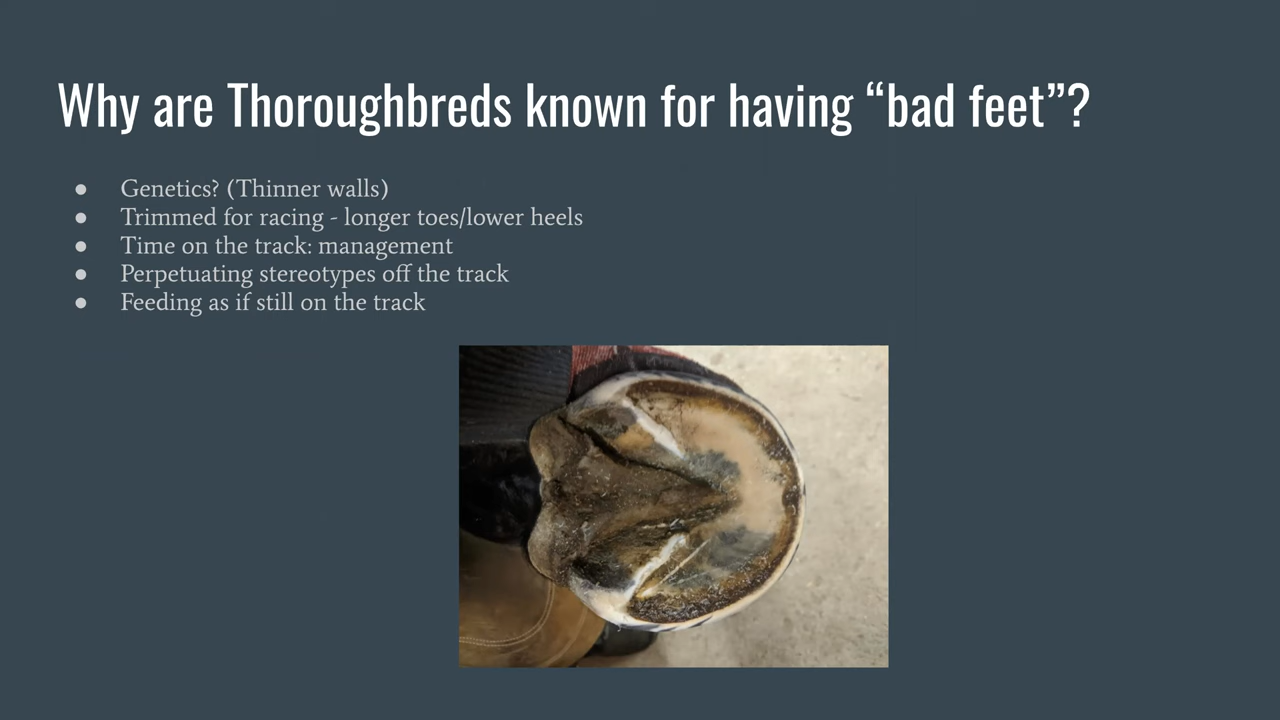 Why are Thoroughbreds known for having “bad feet”?
● Genetics? (Thinner walls)
● Trimmed for racing - longer toes/lower heels
● Time on the track: management
● Perpetuating stereotypes off the track
● Feeding as if still on the track